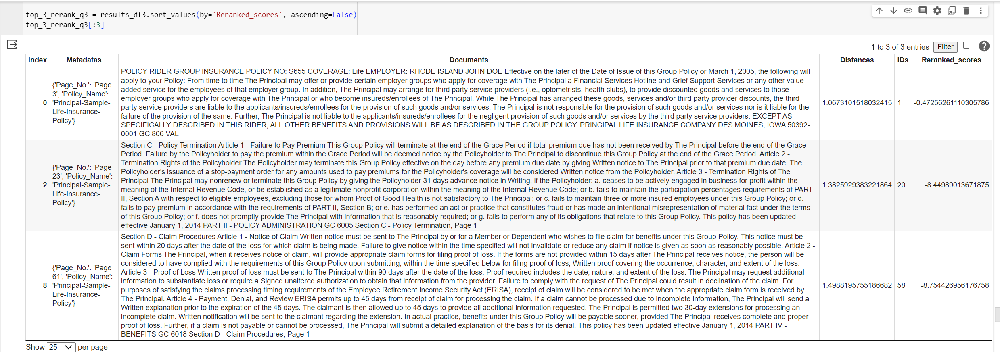 top_3_rerank_q3 = results_df3.sort_values(by='Reranked_scores', ascending=False)
top_3_rerank_q3[:3]
1 to 3 of 3 entries Filter
index Metadatas Documents Distances IDs Reranked_scores
0
{'Page_No.': 'Page
3', 'Policy_Name':
'Principal-Sample-
Life-Insurance-
Policy'}
POLICY RIDER GROUP INSURANCE POLICY NO: S655 COVERAGE: Life EMPLOYER: RHODE ISLAND JOHN DOE Effective on the later of the Date of Issue of this Group Policy or March 1, 2005, the following will
apply to your Policy: From time to time The Principal may offer or provide certain employer groups who apply for coverage with The Principal a Financial Services Hotline and Grief Support Services or any other value
added service for the employees of that employer group. In addition, The Principal may arrange for third party service providers (i.e., optometrists, health clubs), to provide discounted goods and services to those
employer groups who apply for coverage with The Principal or who become insureds/enrollees of The Principal. While The Principal has arranged these goods, services and/or third party provider discounts, the third
party service providers are liable to the applicants/insureds/enrollees for the provision of such goods and/or services. The Principal is not responsible for the provision of such goods and/or services nor is it liable for the
failure of the provision of the same. Further, The Principal is not liable to the applicants/insureds/enrollees for the negligent provision of such goods and/or services by the third party service providers. EXCEPT AS
SPECIFICALLY DESCRIBED IN THIS RIDER, ALL OTHER BENEFITS AND PROVISIONS WILL BE AS DESCRIBED IN THE GROUP POLICY. PRINCIPAL LIFE INSURANCE COMPANY DES MOINES, IOWA 50392-
0001 GC 806 VAL
1.0673101518032415 1 -0.47256261110305786
2
{'Page_No.': 'Page
23', 'Policy_Name':
'Principal-Sample-
Life-Insurance-
Policy'}
Section C - Policy Termination Article 1 - Failure to Pay Premium This Group Policy will terminate at the end of the Grace Period if total premium due has not been received by The Principal before the end of the Grace
Period. Failure by the Policyholder to pay the premium within the Grace Period will be deemed notice by the Policyholder to The Principal to discontinue this Group Policy at the end of the Grace Period. Article 2 -
Termination Rights of the Policyholder The Policyholder may terminate this Group Policy effective on the day before any premium due date by giving Written notice to The Principal prior to that premium due date. The
Policyholder's issuance of a stop-payment order for any amounts used to pay premiums for the Policyholder's coverage will be considered Written notice from the Policyholder. Article 3 - Termination Rights of The
Principal The Principal may nonrenew or terminate this Group Policy by giving the Policyholder 31 days advance notice in Writing, if the Policyholder: a. ceases to be actively engaged in business for profit within the
meaning of the Internal Revenue Code, or be established as a legitimate nonprofit corporation within the meaning of the Internal Revenue Code; or b. fails to maintain the participation percentages requirements of PART
II, Section A with respect to eligible employees, excluding those for whom Proof of Good Health is not satisfactory to The Principal; or c. fails to maintain three or more insured employees under this Group Policy; or d.
fails to pay premium in accordance with the requirements of PART II, Section B; or e. has performed an act or practice that constitutes fraud or has made an intentional misrepresentation of material fact under the terms
of this Group Policy; or f. does not promptly provide The Principal with information that is reasonably required; or g. fails to perform any of its obligations that relate to this Group Policy. This policy has been updated
effective January 1, 2014 PART II - POLICY ADMINISTRATION GC 6005 Section C - Policy Termination, Page 1
1.3825929383221864 20 -8.44989013671875
8
{'Page_No.': 'Page
61', 'Policy_Name':
'Principal-Sample-
Life-Insurance-
Policy'}
Section D - Claim Procedures Article 1 - Notice of Claim Written notice must be sent to The Principal by or for a Member or Dependent who wishes to file claim for benefits under this Group Policy. This notice must be
sent within 20 days after the date of the loss for which claim is being made. Failure to give notice within the time specified will not invalidate or reduce any claim if notice is given as soon as reasonably possible. Article 2 -
Claim Forms The Principal, when it receives notice of claim, will provide appropriate claim forms for filing proof of loss. If the forms are not provided within 15 days after The Principal receives notice, the person will be
considered to have complied with the requirements of this Group Policy upon submitting, within the time specified below for filing proof of loss, Written proof covering the occurrence, character, and extent of the loss.
Article 3 - Proof of Loss Written proof of loss must be sent to The Principal within 90 days after the date of the loss. Proof required includes the date, nature, and extent of the loss. The Principal may request additional
information to substantiate loss or require a Signed unaltered authorization to obtain that information from the provider. Failure to comply with the request of The Principal could result in declination of the claim. For
purposes of satisfying the claims processing timing requirements of the Employee Retirement Income Security Act (ERISA), receipt of claim will be considered to be met when the appropriate claim form is received by
The Principal. Article 4 - Payment, Denial, and Review ERISA permits up to 45 days from receipt of claim for processing the claim. If a claim cannot be processed due to incomplete information, The Principal will send a
Written explanation prior to the expiration of the 45 days. The claimant is then allowed up to 45 days to provide all additional information requested. The Principal is permitted two 30-day extensions for processing an
incomplete claim. Written notification will be sent to the claimant regarding the extension. In actual practice, benefits under this Group Policy will be payable sooner, provided The Principal receives complete and proper
proof of loss. Further, if a claim is not payable or cannot be processed, The Principal will submit a detailed explanation of the basis for its denial. This policy has been updated effective January 1, 2014 PART IV -
BENEFITS GC 6018 Section D - Claim Procedures, Page 1
1.4988195755186682 58 -8.754426956176758
Show 25 per page